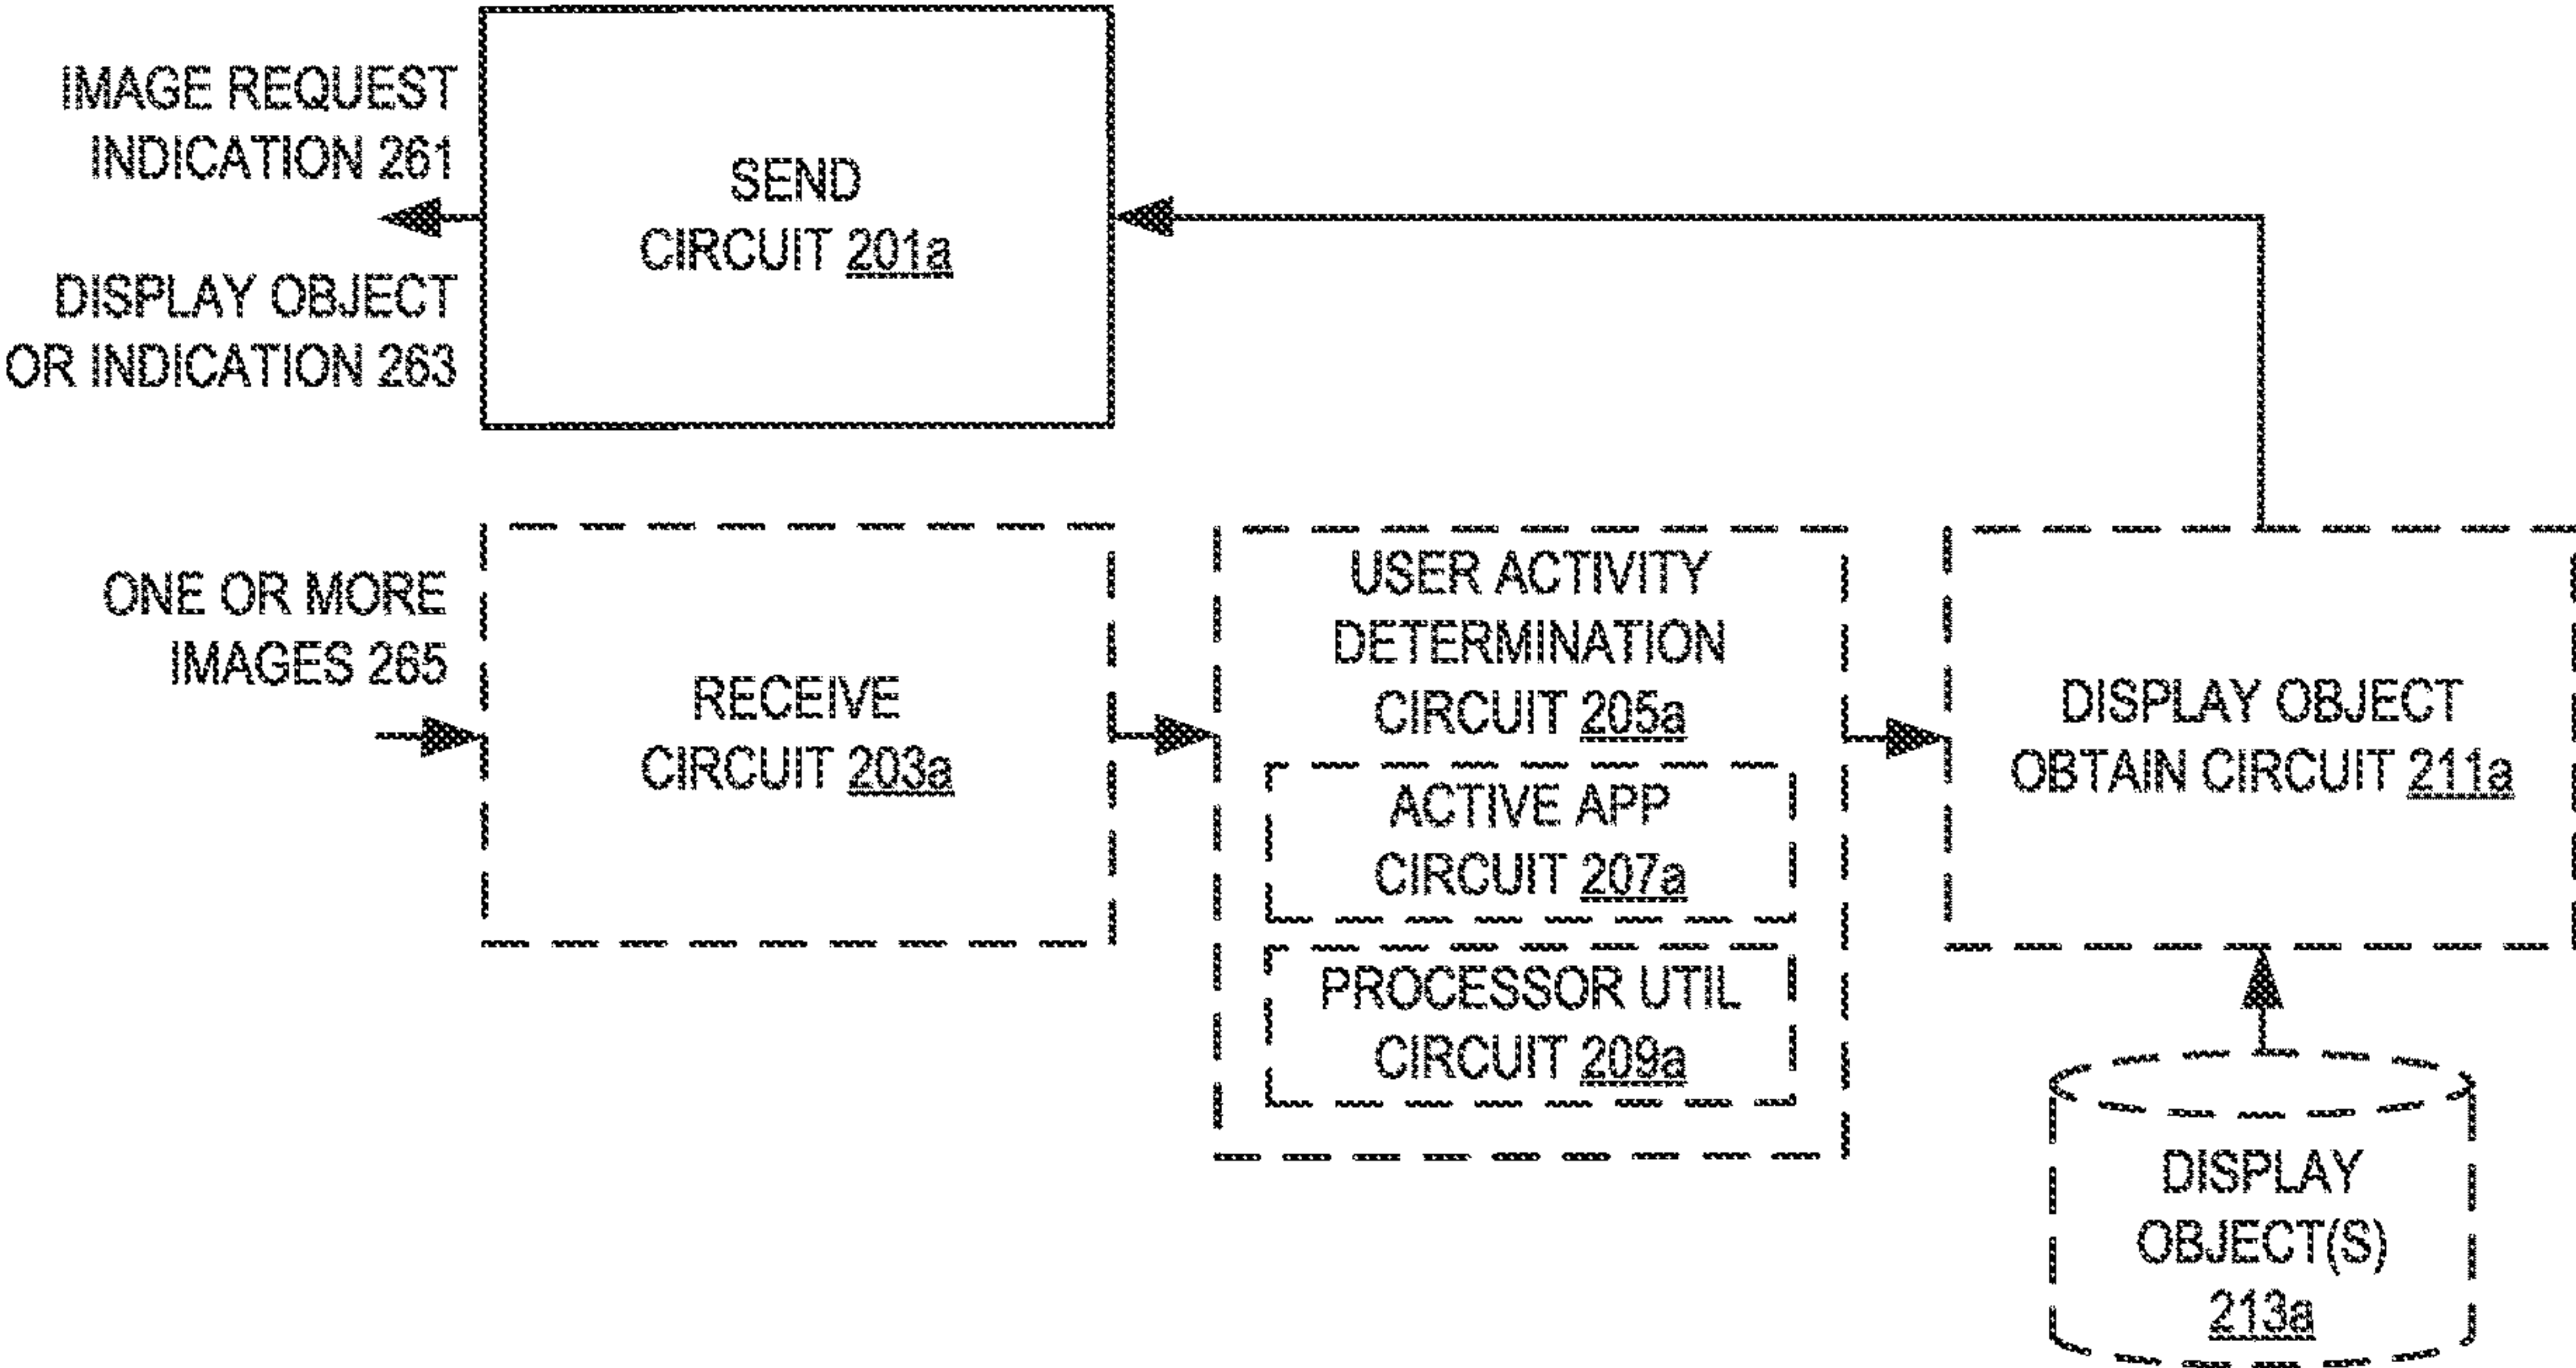 IMAGE REQUEST
INDICATION 261
DISPLAY OBJECT
OR INDICATION 263
SEND
CIRCUIT 201a
ONE OR MORE
IMAGES 265
RECEIVE
CIRCUIT 203a
USER ACTIVITY
DETERMINATION
CIRCUIT 205a
ACTIVE APP
CIRCUIT 207a
PROCESSOR UTIL
CIRCUIT 209a
DISPLAY OBJECT
OBTAIN CIRCUIT 211a
DISPLAY
OBJECT(S)
213a